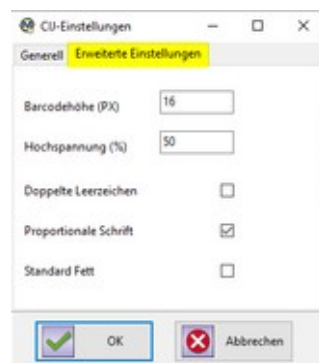 CU-Einstellungen
Generell Erweiterte Einstellungen
Barcodehöhe (PX) 16
Hochspannung (%) 50
Doppelte Leerzeichen
Proportionale Schrift
Standard Fett
OK Abbrechen